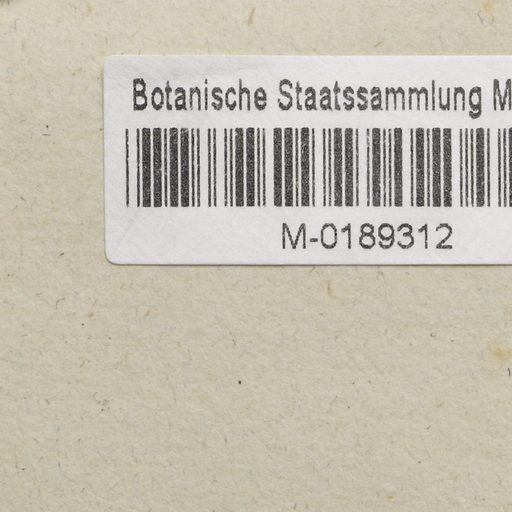 Botanische Staatssammlung M
M-0189312